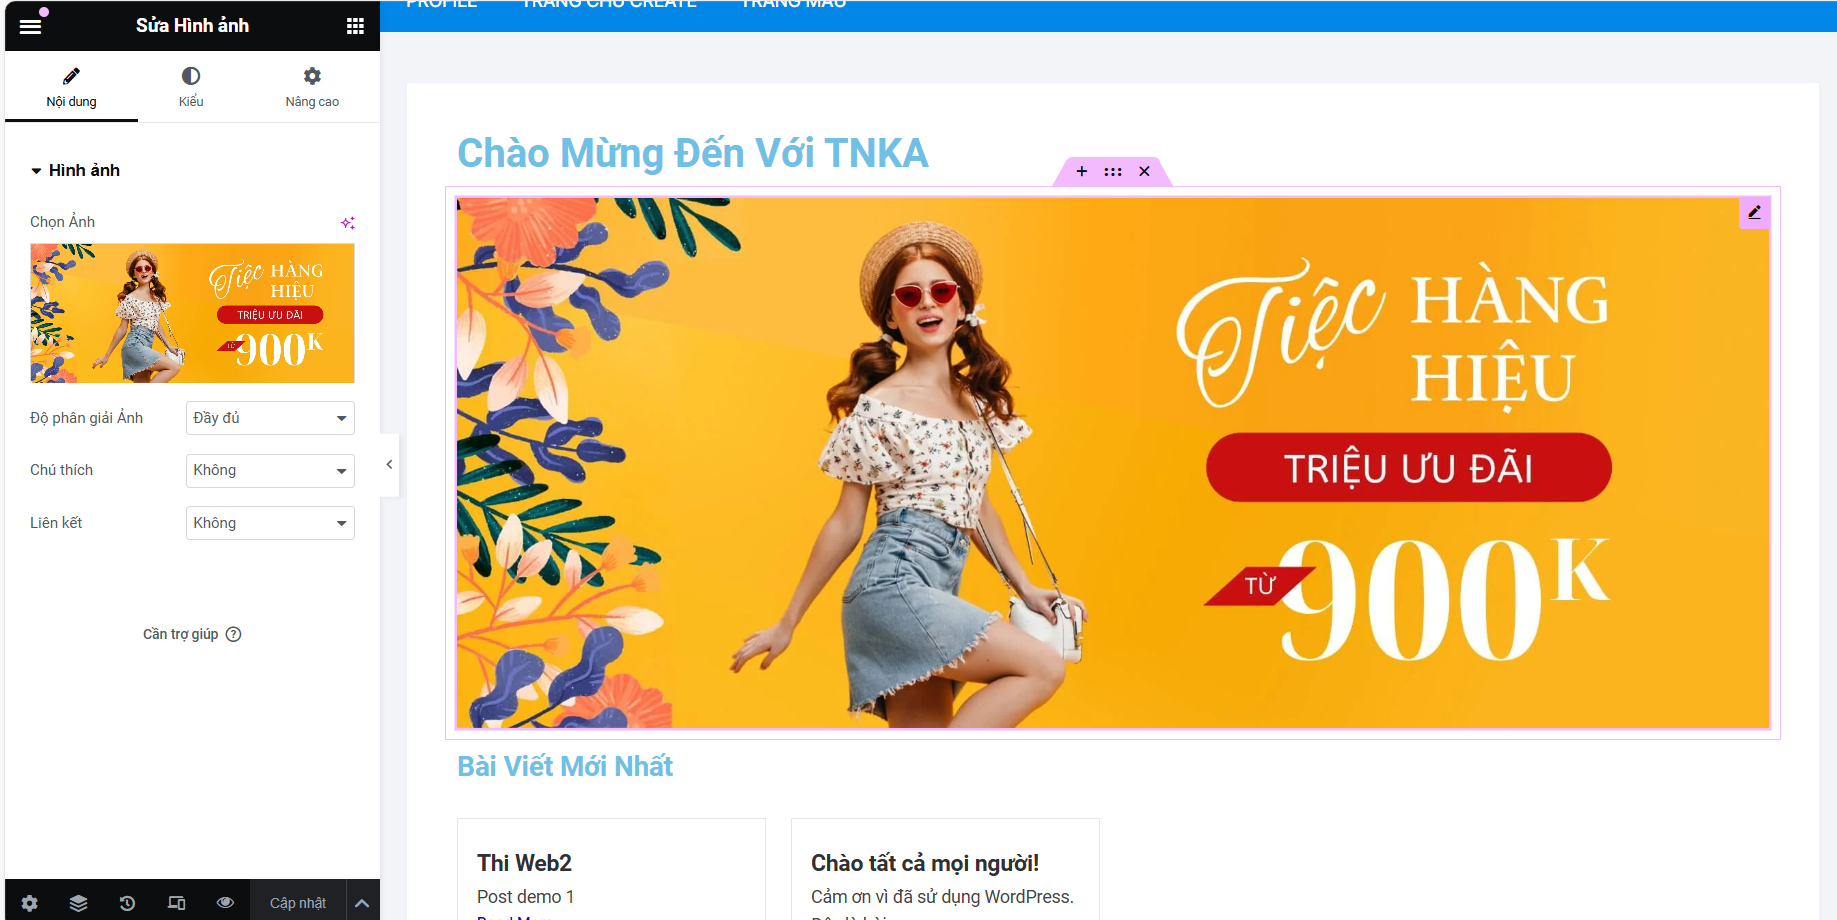 Sửa Hình ảnh
Nội dung
Kiểu
Nâng cao
Hình ảnh
Chọn Ảnh
Tiệc HÀNG
HIỆU
TRIỆU ƯU ĐÃI
TỪ 900K
Độ phân giải Ảnh
Đầy đủ
Chú thích
Không
Liên kết
Không
Cần trợ giúp
Cập nhật
PROFILE TRANG CHỦ CREATE TRANG MẪU
Chào Mừng Đến Với TNKA
Tiệc HÀNG
HIỆU
TRIỆU ƯU ĐÃI
TỪ 900K
Bài Viết Mới Nhất
Thi Web2
Post demo 1
Read More
Chào tất cả mọi người!
Cảm ơn vì đã sử dụng WordPress.